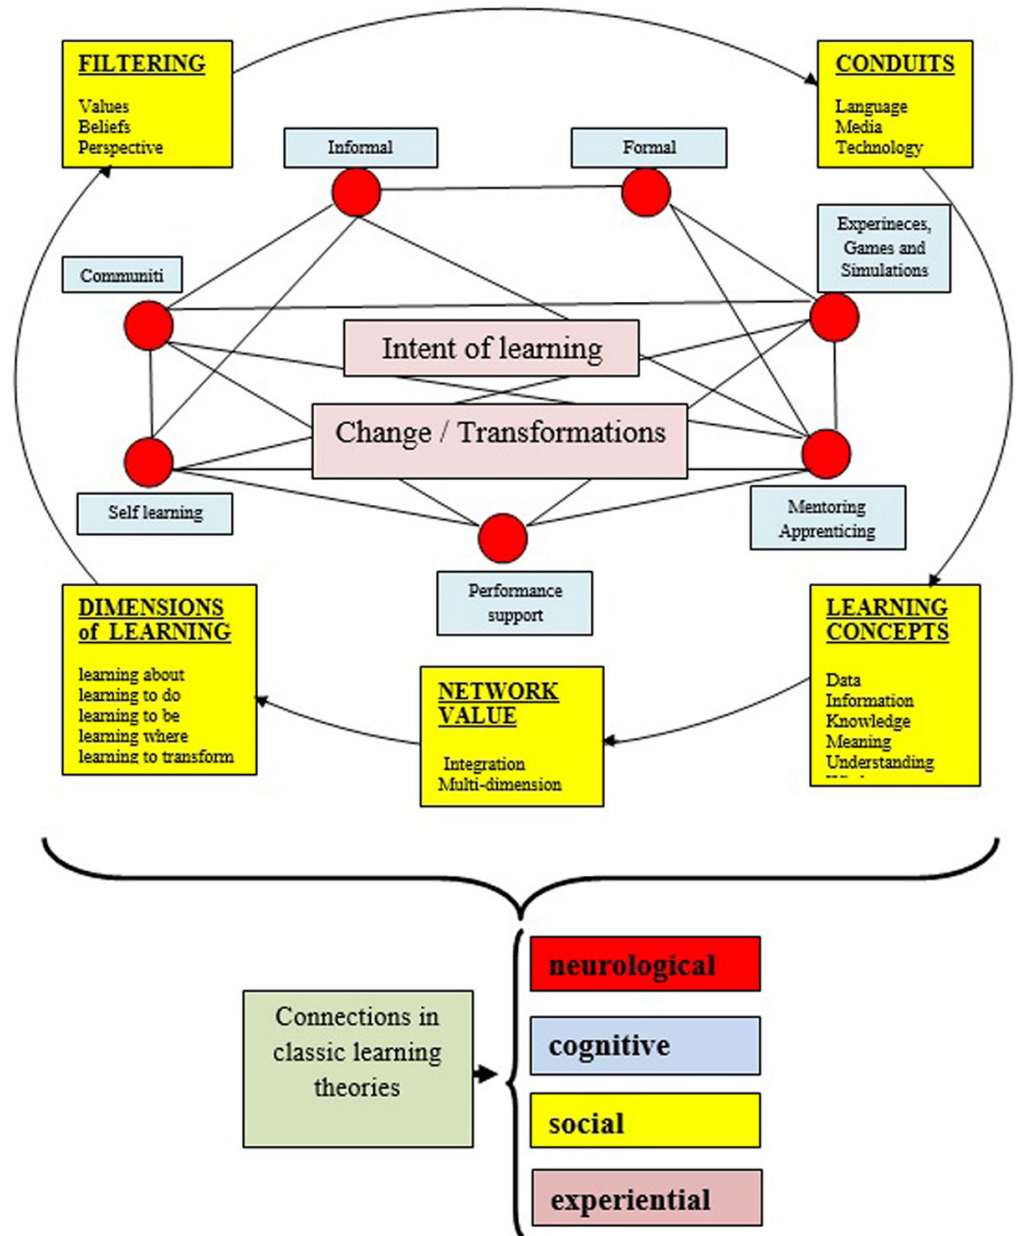 FILTERING
Values
Beliefs
Perspective
CONDUITS
Language
Media
Technology
Informal
Formal
Experineces,
Games and
Simulations
Communiti
Intent of learning
Change / Transformations
Self learning
Mentoring
Apprenticing
Performance
support
DIMENSIONS
of LEARNING
learning about
learning to do
learning to be
learning where
learning to transform
NETWORK
VALUE
Integration
Multi-dimension
LEARNING
CONCEPTS
Data
Information
Knowledge
Meaning
Understanding
Connections in
classic learning
theories
neurological
cognitive
social
experiential